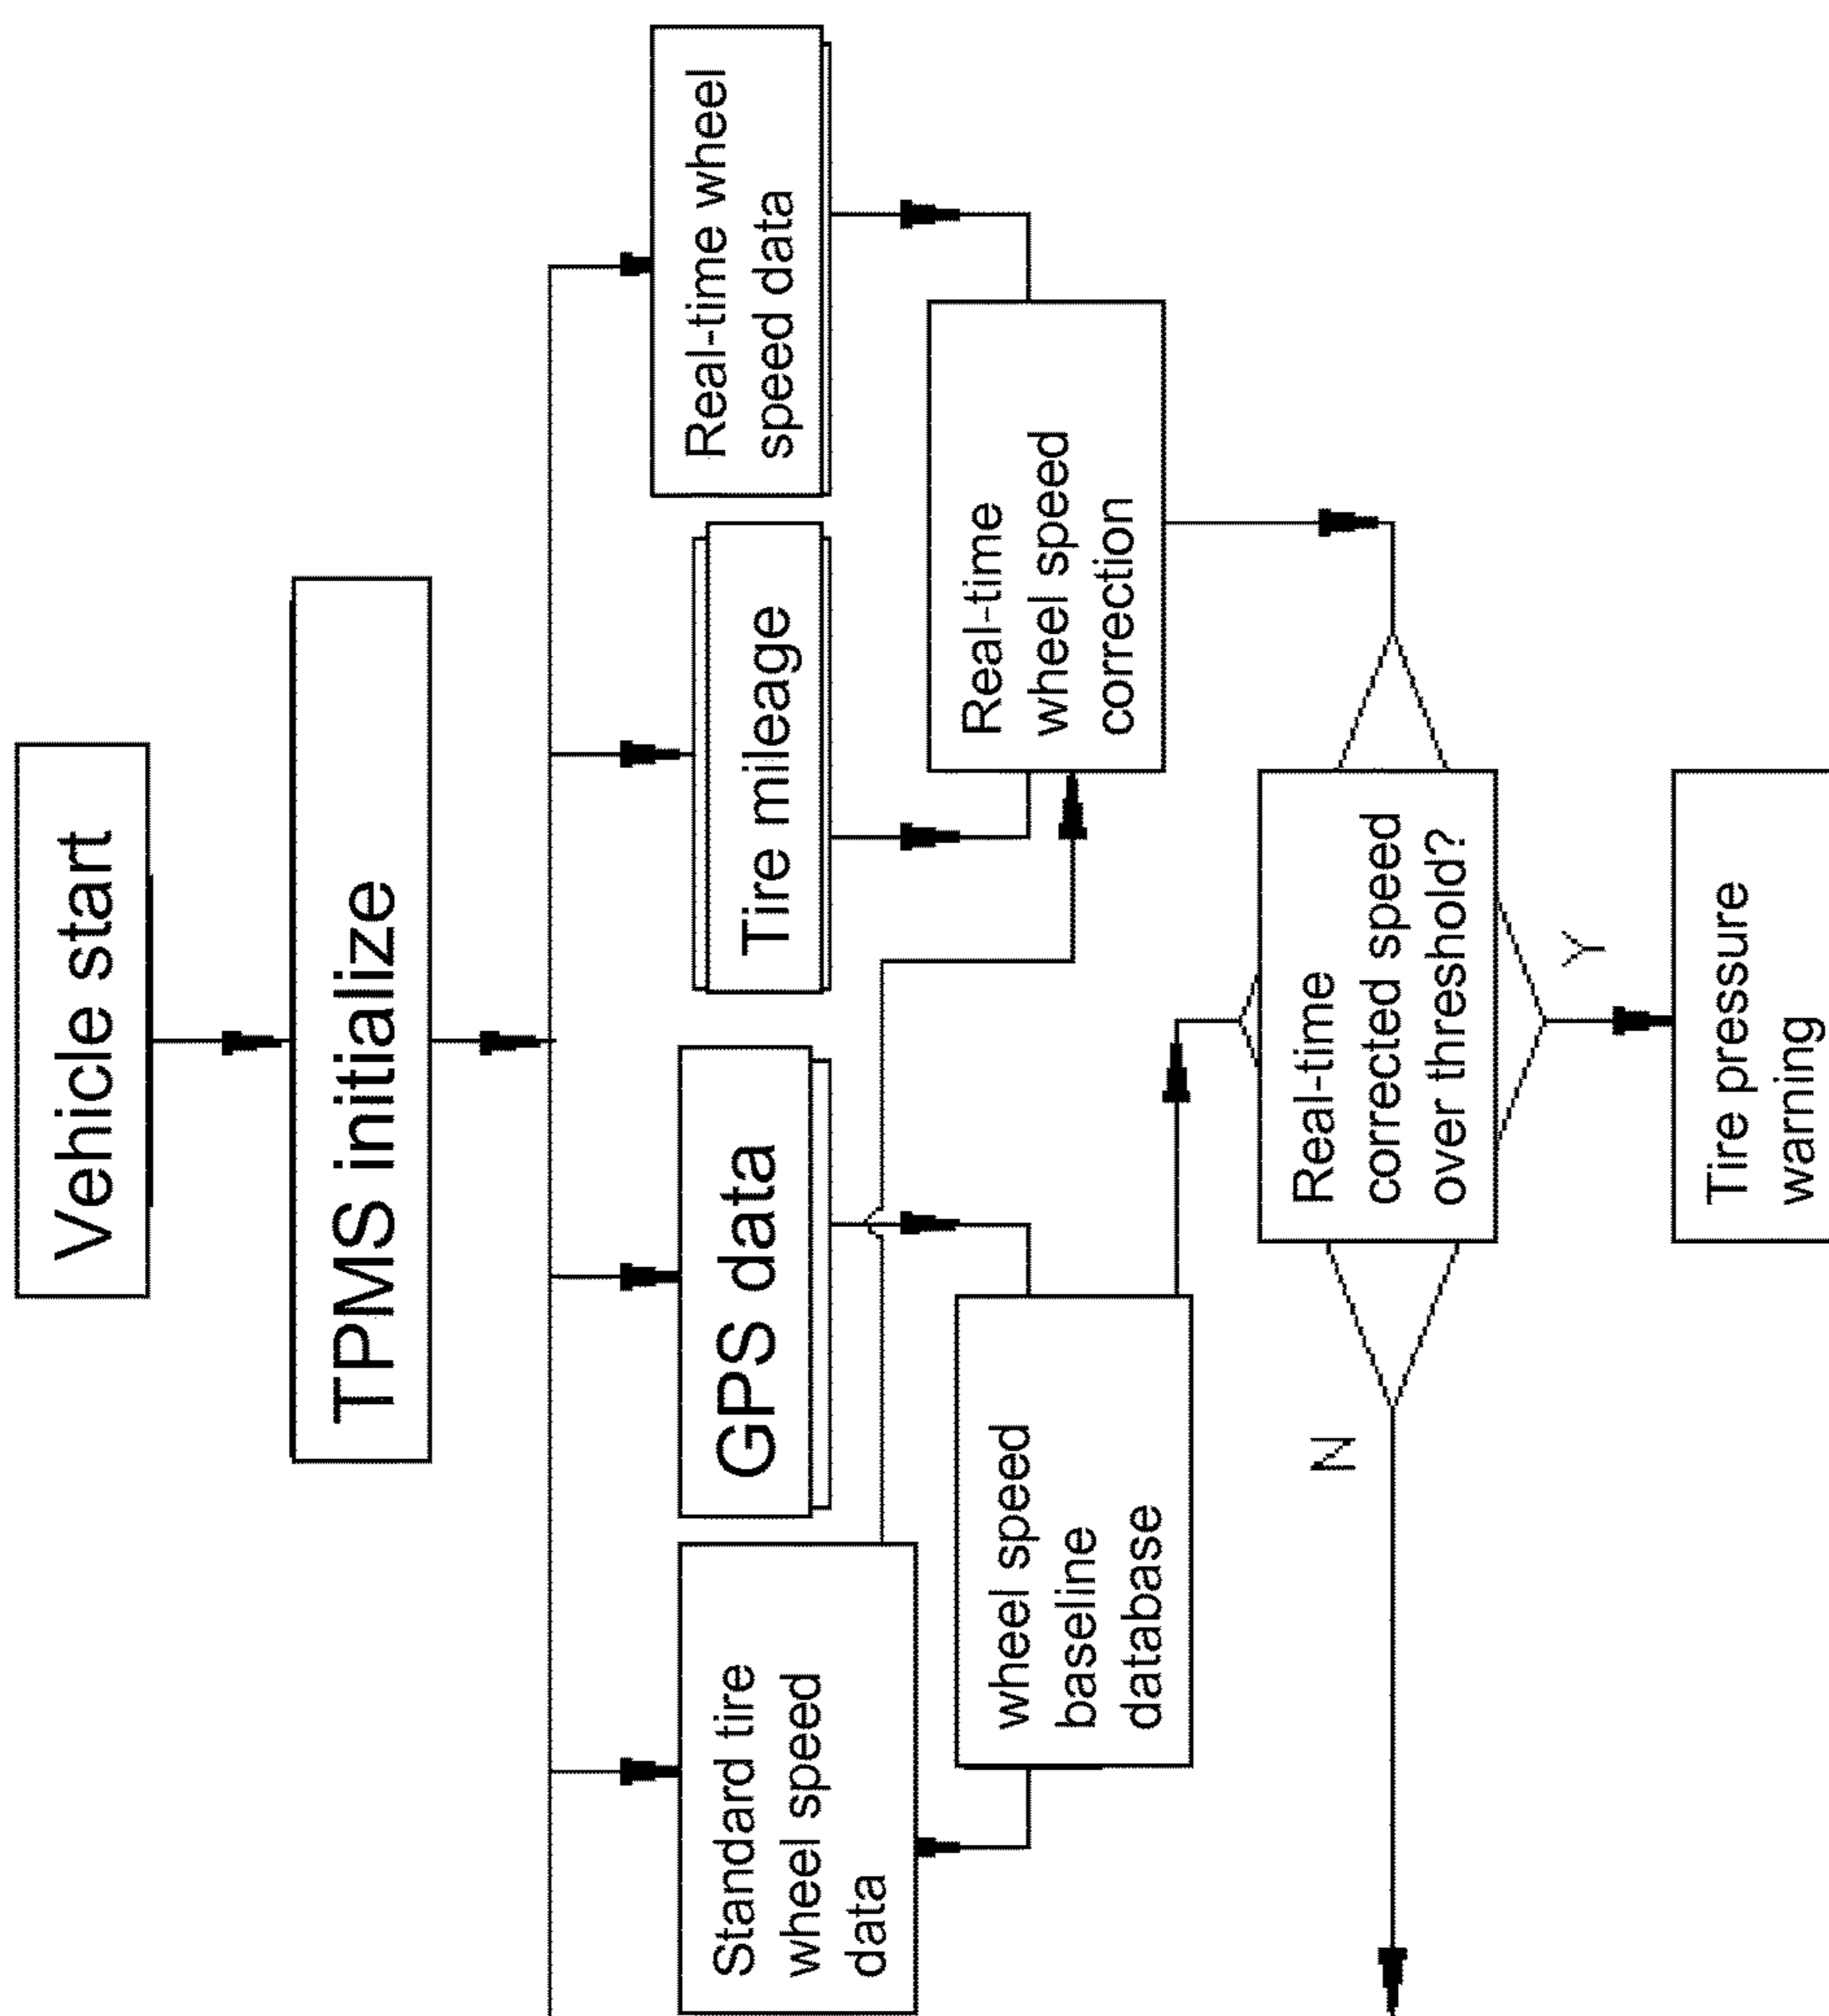 Vehicle start
TPMS initialize
Standard tire
wheel speed
data
GPS data
Tire mileage
Real-time wheel
speed data
wheel speed
baseline
database
Real-time
wheel speed
correction
Real-time
corrected speed
over threshold?
N
Y
Tire pressure
warning